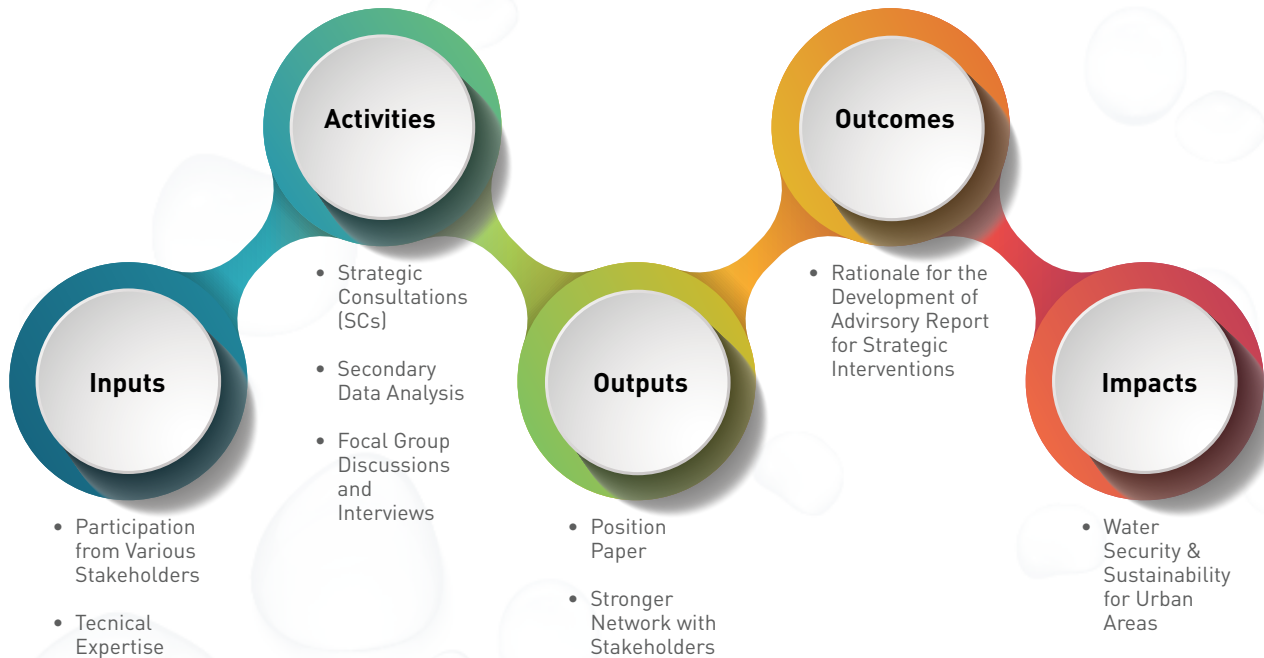 Inputs
• Participation
from Various
Stakeholders
• Tecnical
Expertise
Activities
• Strategic
Consultations
(SCs)
• Secondary
Data Analysis
• Focal Group
Discussions
and
Interviews
Outputs
• Position
Paper
• Stronger
Network with
Stakeholders
Outcomes
• Rationale for the
Development of
Advirsory Report
for Strategic
Interventions
Impacts
• Water
Security &
Sustainability
for Urban
Areas